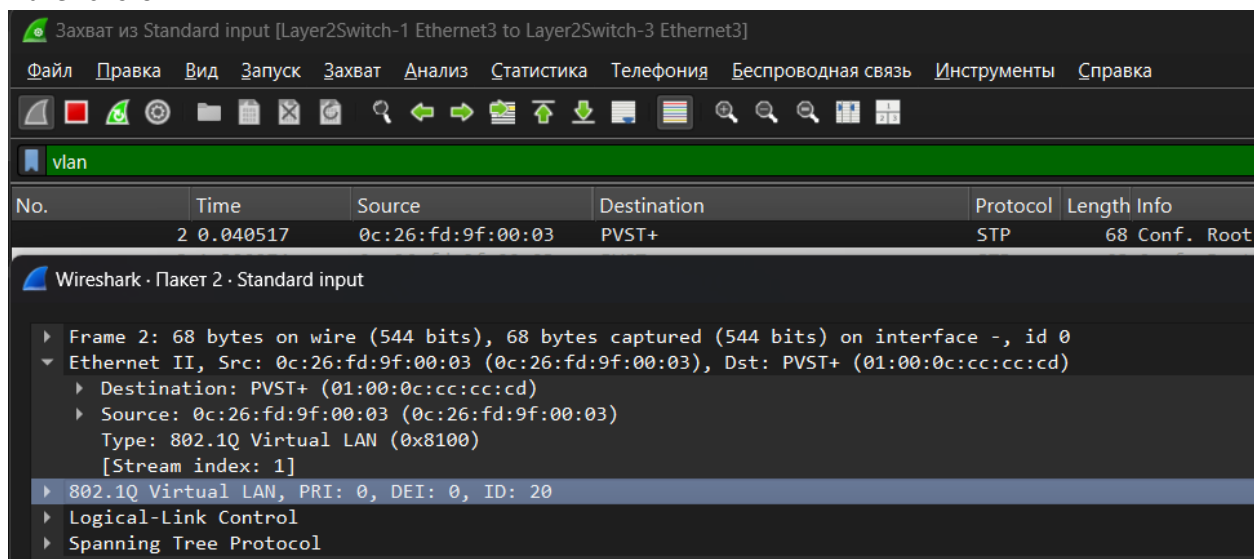 Захват из Standard input [Layer2Switch-1 Ethernet3 to Layer2Switch-3 Ethernet3]
Файл Правка Вид Запуск Захват Анализ Статистика Телефония Беспроводная связь Инструменты Справка
vlan
No. Time Source Destination Protocol Length Info
2 0.040517 0c:26:fd:9f:00:03 PVST+ STP 68 Conf. Root
Wireshark · Пакет 2 · Standard input
Frame 2: 68 bytes on wire (544 bits), 68 bytes captured (544 bits) on interface -, id 0
Ethernet II, Src: 0c:26:fd:9f:00:03 (0c:26:fd:9f:00:03), Dst: PVST+ (01:00:0c:cc:cc:cd)
Destination: PVST+ (01:00:0c:cc:cc:cd)
Source: 0c:26:fd:9f:00:03 (0c:26:fd:9f:00:03)
Type: 802.1Q Virtual LAN (0x8100)
[Stream index: 1]
802.1Q Virtual LAN, PRI: 0, DEI: 0, ID: 20
Logical-Link Control
Spanning Tree Protocol